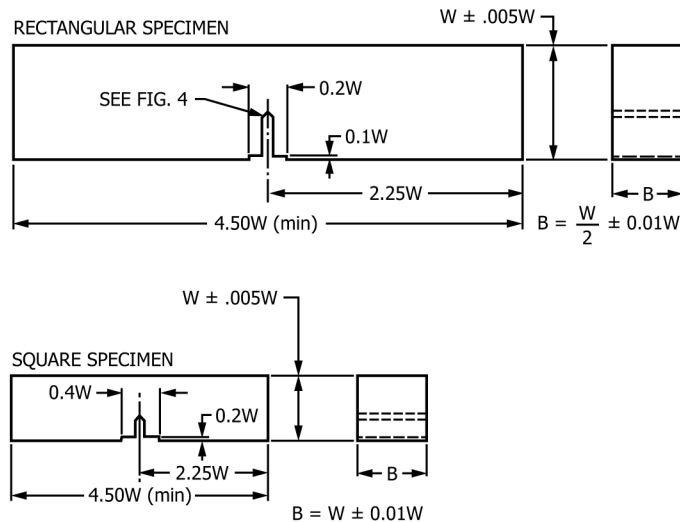 W ± .005W
RECTANGULAR SPECIMEN
SEE FIG. 4
0.2W
0.1W
2.25W
B
4.50W (min)
B = W/2 ± 0.01W
W ± .005W
SQUARE SPECIMEN
0.4W
0.2W
2.25W
B
4.50W (min)
B = W ± 0.01W